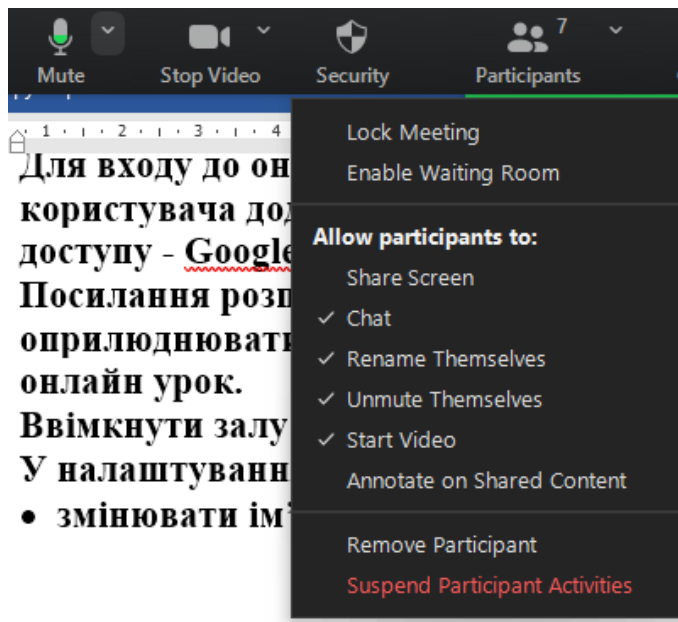 7
Mute Stop Video Security Participants
1 2 3 4
Lock Meeting
Enable Waiting Room
Allow participants to:
Share Screen
✓ Chat
✓ Rename Themselves
✓ Unmute Themselves
✓ Start Video
Annotate on Shared Content
Remove Participant
Suspend Participant Activities
Для входу до он
користувача дод
доступу - Google
Посилання розп
оприлюднювати
онлайн урок.
Ввімкнути залу
У налаштуванн
• змінювати ім’